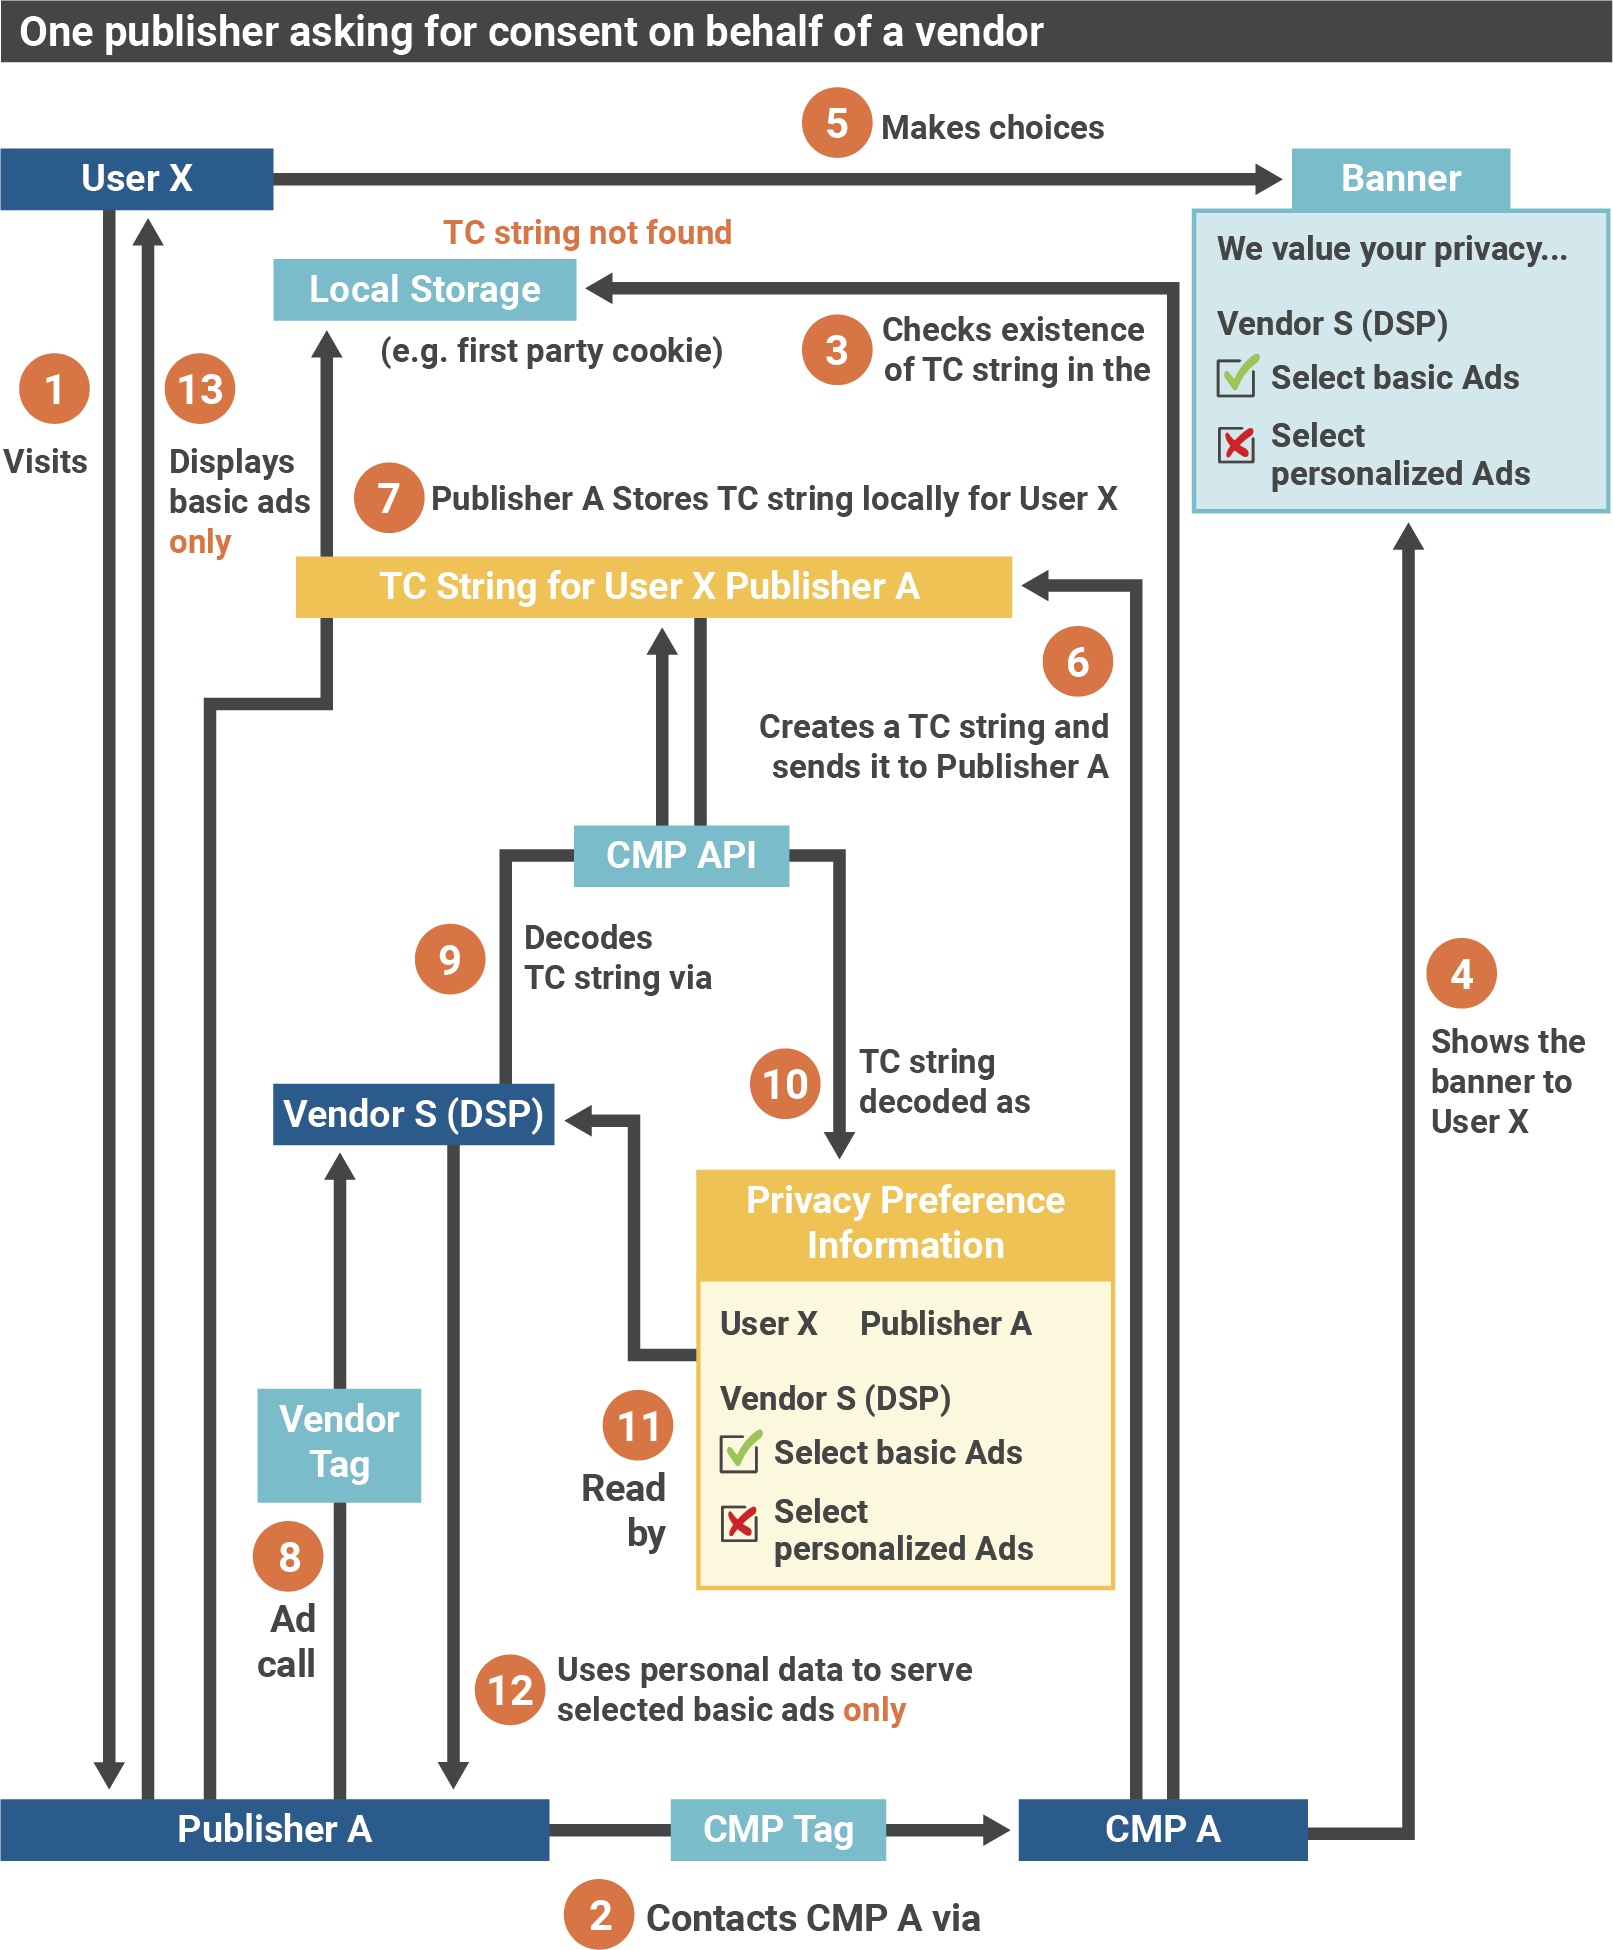 One publisher asking for consent on behalf of a vendor
5
Makes choices
User X
Banner
TC string not found
We value your privacy...
Local Storage
(e.g. first party cookie)
3
Checks existence
of TC string in the
Vendor S (DSP)
Select basic Ads
Select
personalized Ads
1
Visits
13
Displays
basic ads
only
7
Publisher A Stores TC string locally for User X
TC String for User X Publisher A
6
Creates a TC string and
sends it to Publisher A
CMP API
9
Decodes
TC string via
4
Shows the
banner to
User X
10
TC string
decoded as
Vendor S (DSP)
Privacy Preference
Information
User X Publisher A
Vendor S (DSP)
Select basic Ads
Select
personalized Ads
11
Read
by
Vendor
Tag
8
Ad
call
12
Uses personal data to serve
selected basic ads only
Publisher A
CMP Tag
CMP A
2
Contacts CMP A via